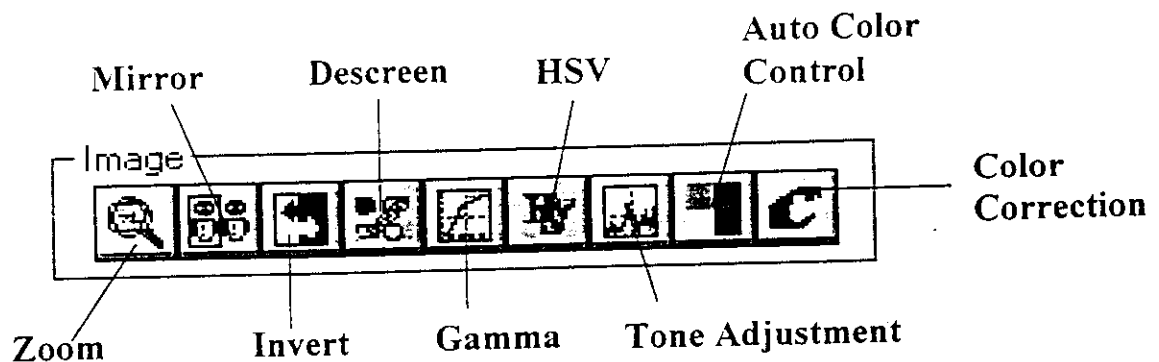 Auto Color
Control
Mirror
Descreen
HSV
Image
Color
Correction
Zoom
Invert
Gamma
Tone Adjustment